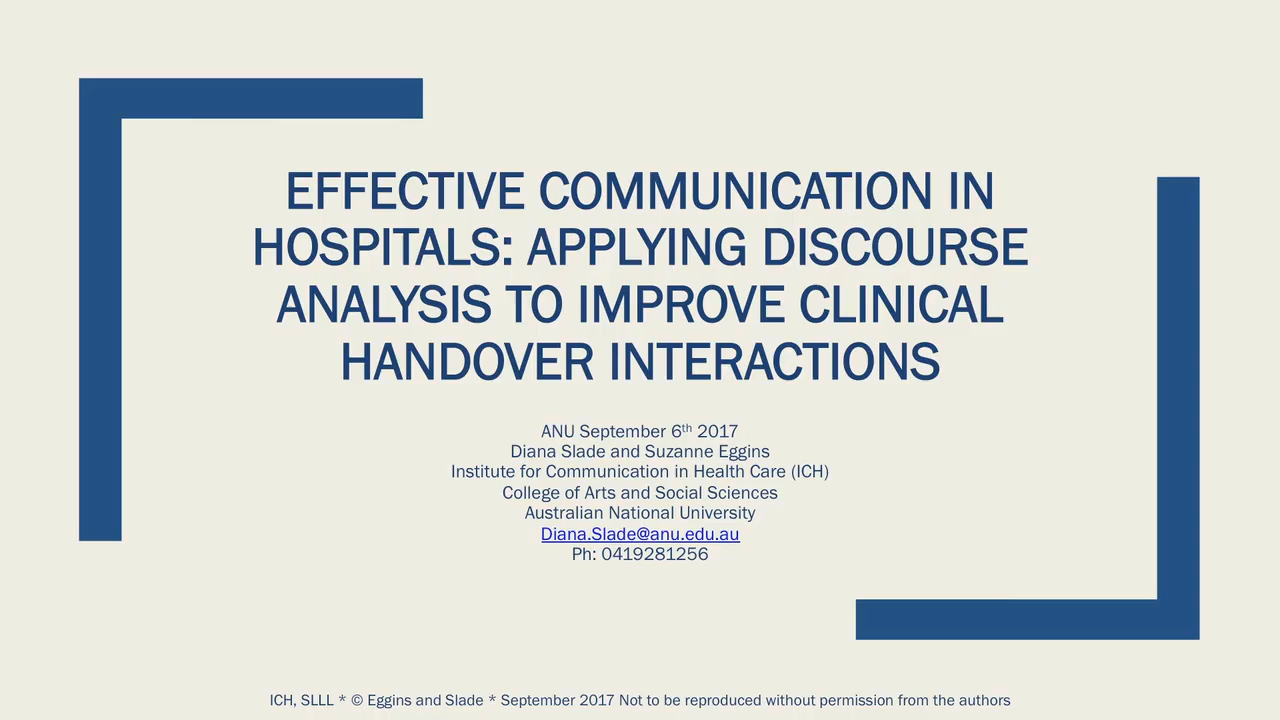 EFFECTIVE COMMUNICATION IN
HOSPITALS: APPLYING DISCOURSE
ANALYSIS TO IMPROVE CLINICAL
HANDOVER INTERACTIONS
ANU September 6th 2017
Diana Slade and Suzanne Eggins
Institute for Communication in Health Care (ICH)
College of Arts and Social Sciences
Australian National University
Diana.Slade@anu.edu.au
Ph: 0419281256
ICH, SLLL * © Eggins and Slade * September 2017 Not to be reproduced without permission from the authors